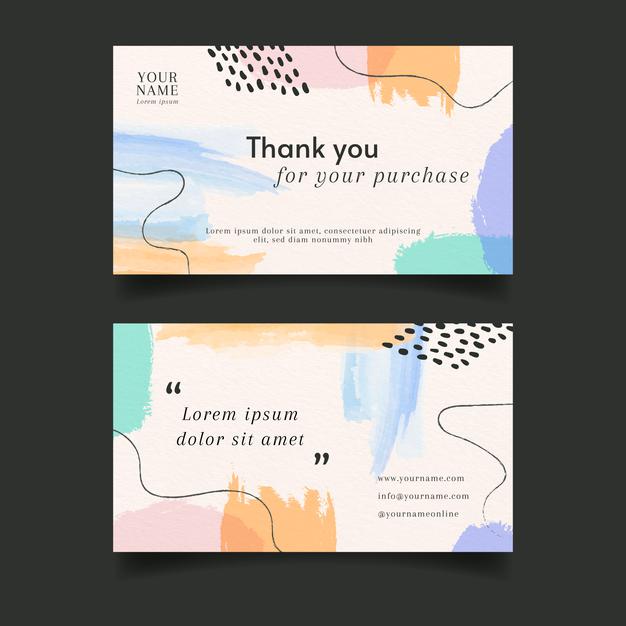 YOUR
NAME
Lorem ipsum
Thank you
for your purchase
Lorem ipsum dolor sit amet, consectetuer adipiscing
elit, sed diam nonummy nibh
“
Lorem ipsum
dolor sit amet
”
www.yourname.com
info@yourname.com
@yournameonline